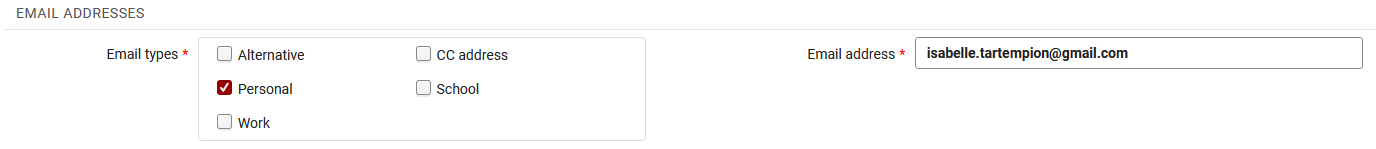 EMAIL ADDRESSES
Email types * Alternative CC address Email address * isabelle.tartempion@gmail.com
Personal School
Work